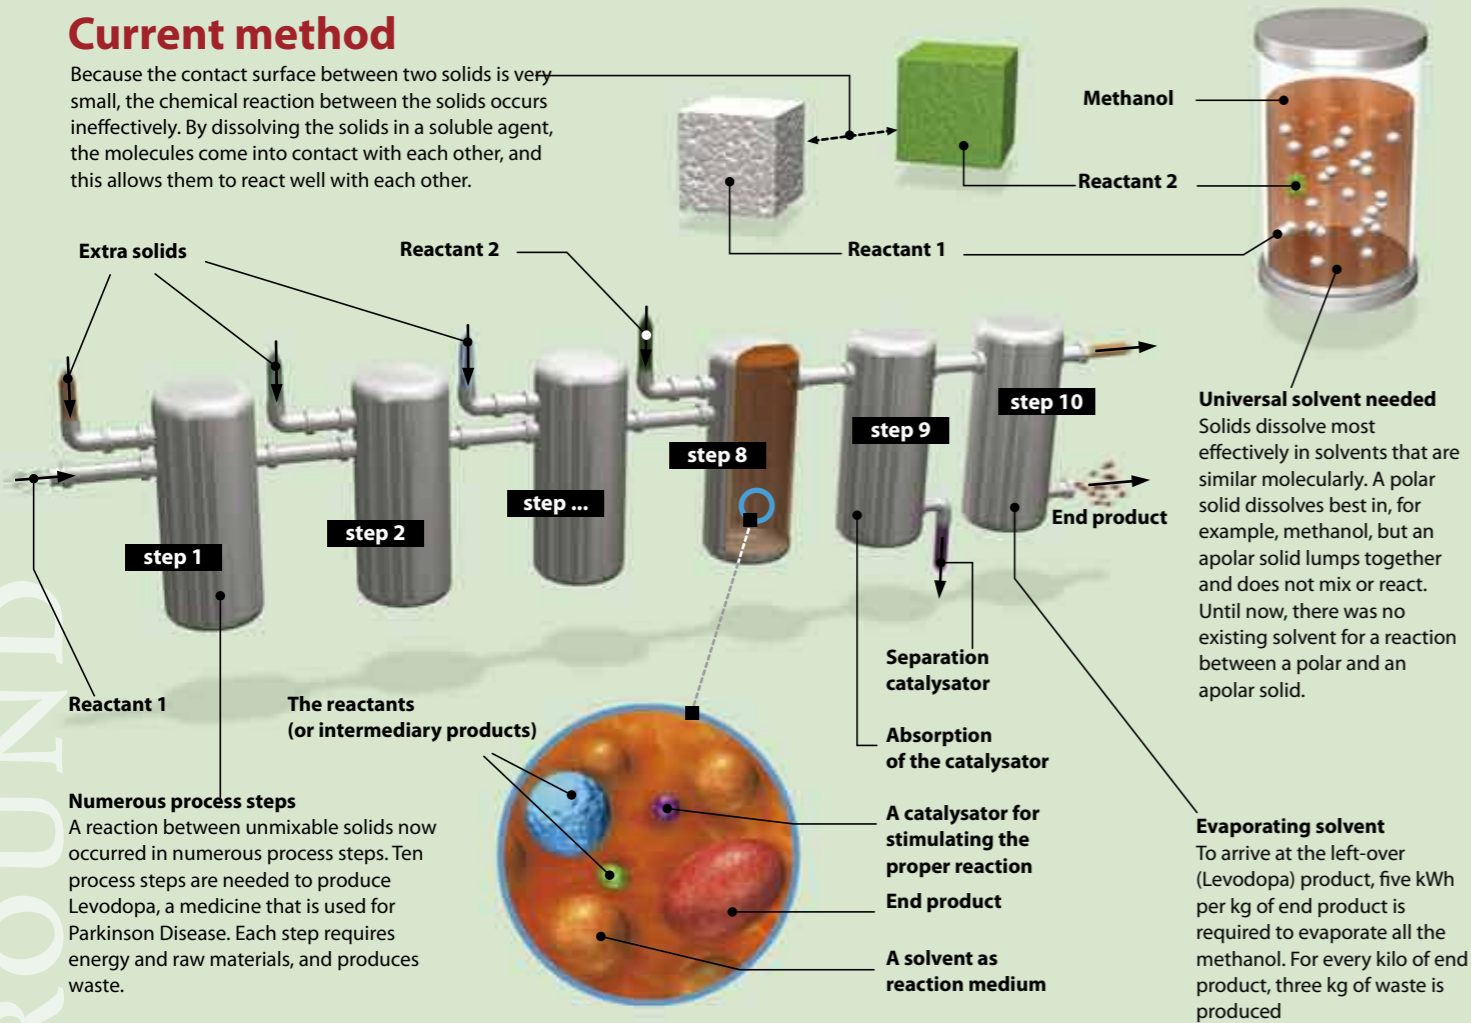 Current method
Because the contact surface between two solids is very
small, the chemical reaction between the solids occurs
ineffectively. By dissolving the solids in a soluble agent,
the molecules come into contact with each other, and
this allows them to react well with each other.
Methanol
Reactant 2
Reactant 1
Extra solids
Reactant 2
step 1
step 2
step ...
step 8
step 9
step 10
End product
Universal solvent needed
Solids dissolve most
effectively in solvents that are
similar molecularly. A polar
solid dissolves best in, for
example, methanol, but an
apolar solid lumps together
and does not mix or react.
Until now, there was no
existing solvent for a reaction
between a polar and an
apolar solid.
Reactant 1
The reactants
(or intermediary products)
Separation
catalysator
Absorption
of the catalysator
A catalysator for
stimulating the
proper reaction
End product
A solvent as
reaction medium
Numerous process steps
A reaction between unmixable solids now
occurred in numerous process steps. Ten
process steps are needed to produce
Levodopa, a medicine that is used for
Parkinson Disease. Each step requires
energy and raw materials, and produces
waste.
Evaporating solvent
To arrive at the left-over
(Levodopa) product, five kWh
per kg of end product is
required to evaporate all the
methanol. For every kilo of end
product, three kg of waste is
produced
ROUND